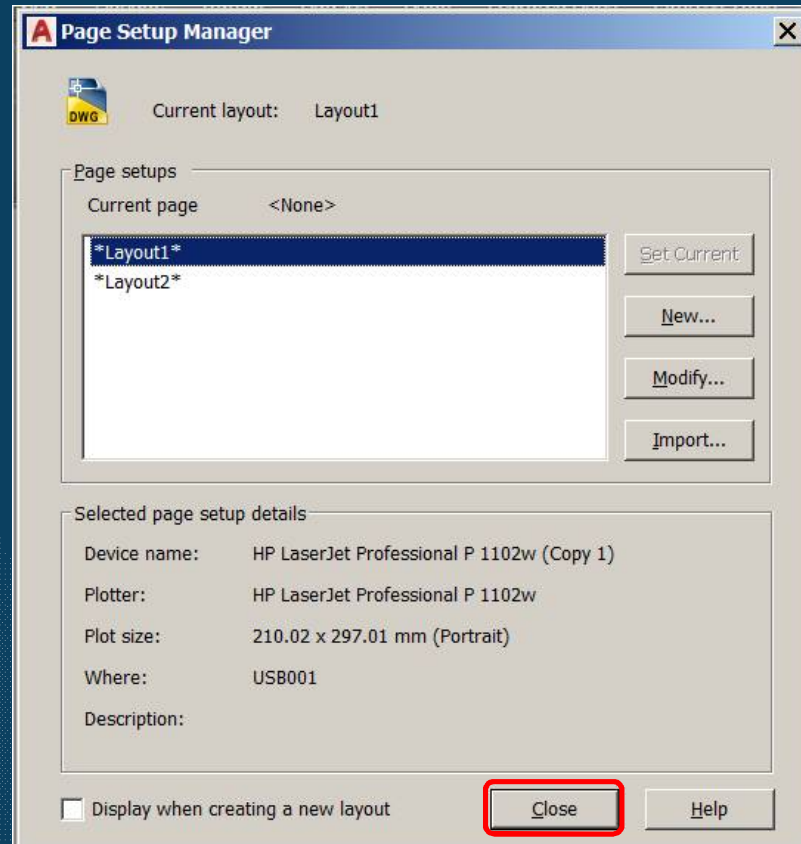 Page Setup Manager
DWG
Current layout: Layout1
Page setups
Current page <None>
*Layout1*
*Layout2*
Set Current
New...
Modify...
Import...
Selected page setup details
Device name: HP LaserJet Professional P 1102w (Copy 1)
Plotter: HP LaserJet Professional P 1102w
Plot size: 210.02 x 297.01 mm (Portrait)
Where: USB001
Description:
Display when creating a new layout
Close
Help